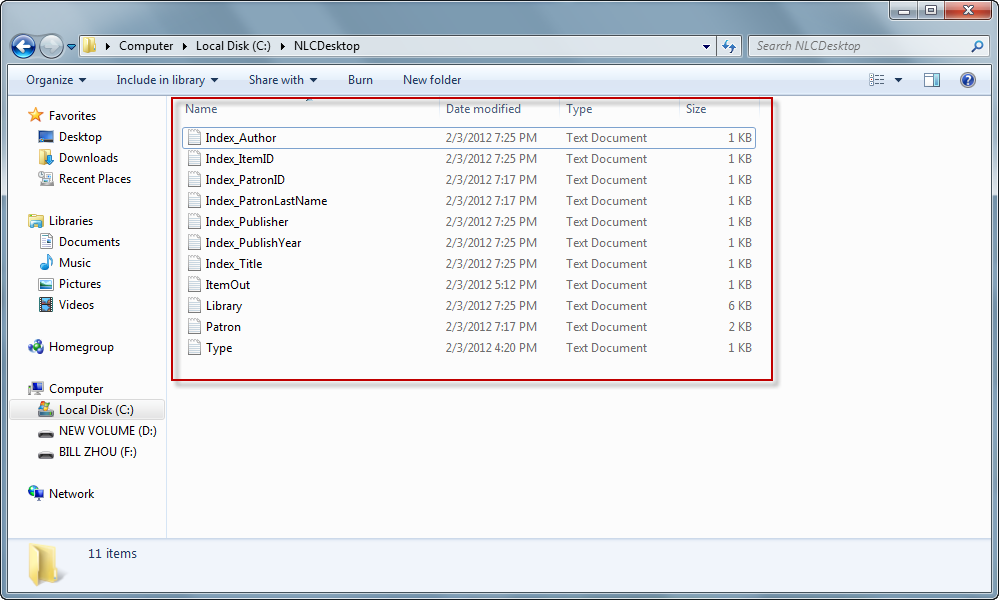 Computer Local Disk (C:) NLCDesktop Search NLCDesktop
Organize Include in library Share with Burn New folder
Favorites
Desktop
Downloads
Recent Places
Libraries
Documents
Music
Pictures
Videos
Homegroup
Computer
Local Disk (C:)
NEW VOLUME (D:)
BILL ZHOU (F:)
Network
Name Date modified Type Size
Index_Author 2/3/2012 7:25 PM Text Document 1 KB
Index_ItemID 2/3/2012 7:25 PM Text Document 1 KB
Index_PatronID 2/3/2012 7:17 PM Text Document 1 KB
Index_PatronLastName 2/3/2012 7:17 PM Text Document 1 KB
Index_Publisher 2/3/2012 7:25 PM Text Document 1 KB
Index_PublishYear 2/3/2012 7:25 PM Text Document 1 KB
Index_Title 2/3/2012 7:25 PM Text Document 1 KB
ItemOut 2/3/2012 5:12 PM Text Document 1 KB
Library 2/3/2012 7:25 PM Text Document 6 KB
Patron 2/3/2012 7:17 PM Text Document 2 KB
Type 2/3/2012 4:20 PM Text Document 1 KB
11 items